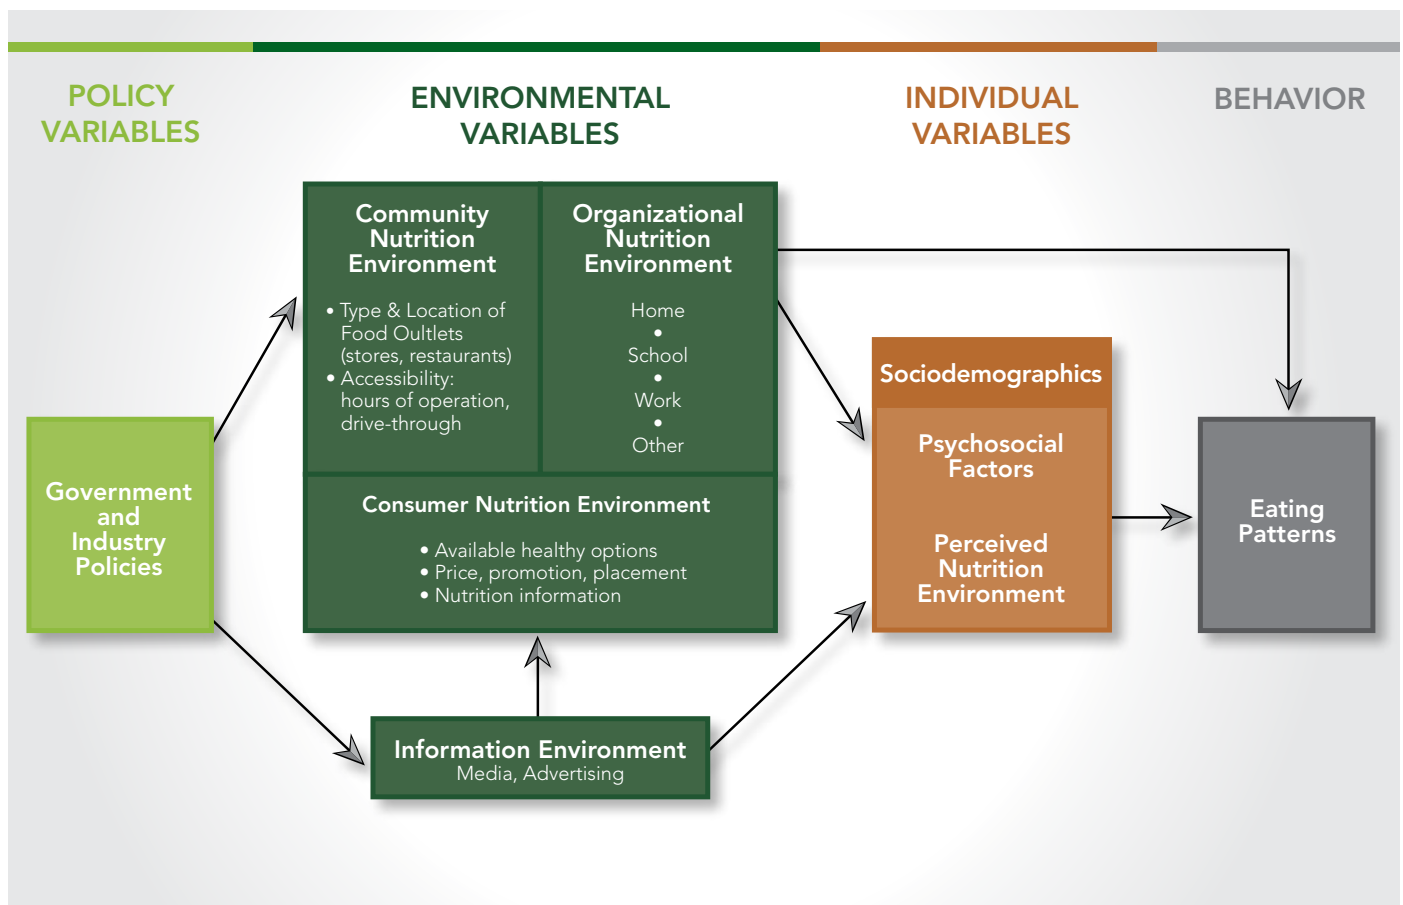 POLICY
VARIABLES
ENVIRONMENTAL
VARIABLES
INDIVIDUAL
VARIABLES
BEHAVIOR
Government
and
Industry
Policies
Community
Nutrition
Environment
• Type & Location of
Food Oultlets
(stores, restaurants)
• Accessibility:
hours of operation,
drive-through
Organizational
Nutrition
Environment
Home
•
School
•
Work
•
Other
Consumer Nutrition Environment
• Available healthy options
• Price, promotion, placement
• Nutrition information
Information Environment
Media, Advertising
Sociodemographics
Psychosocial
Factors
Perceived
Nutrition
Environment
Eating
Patterns